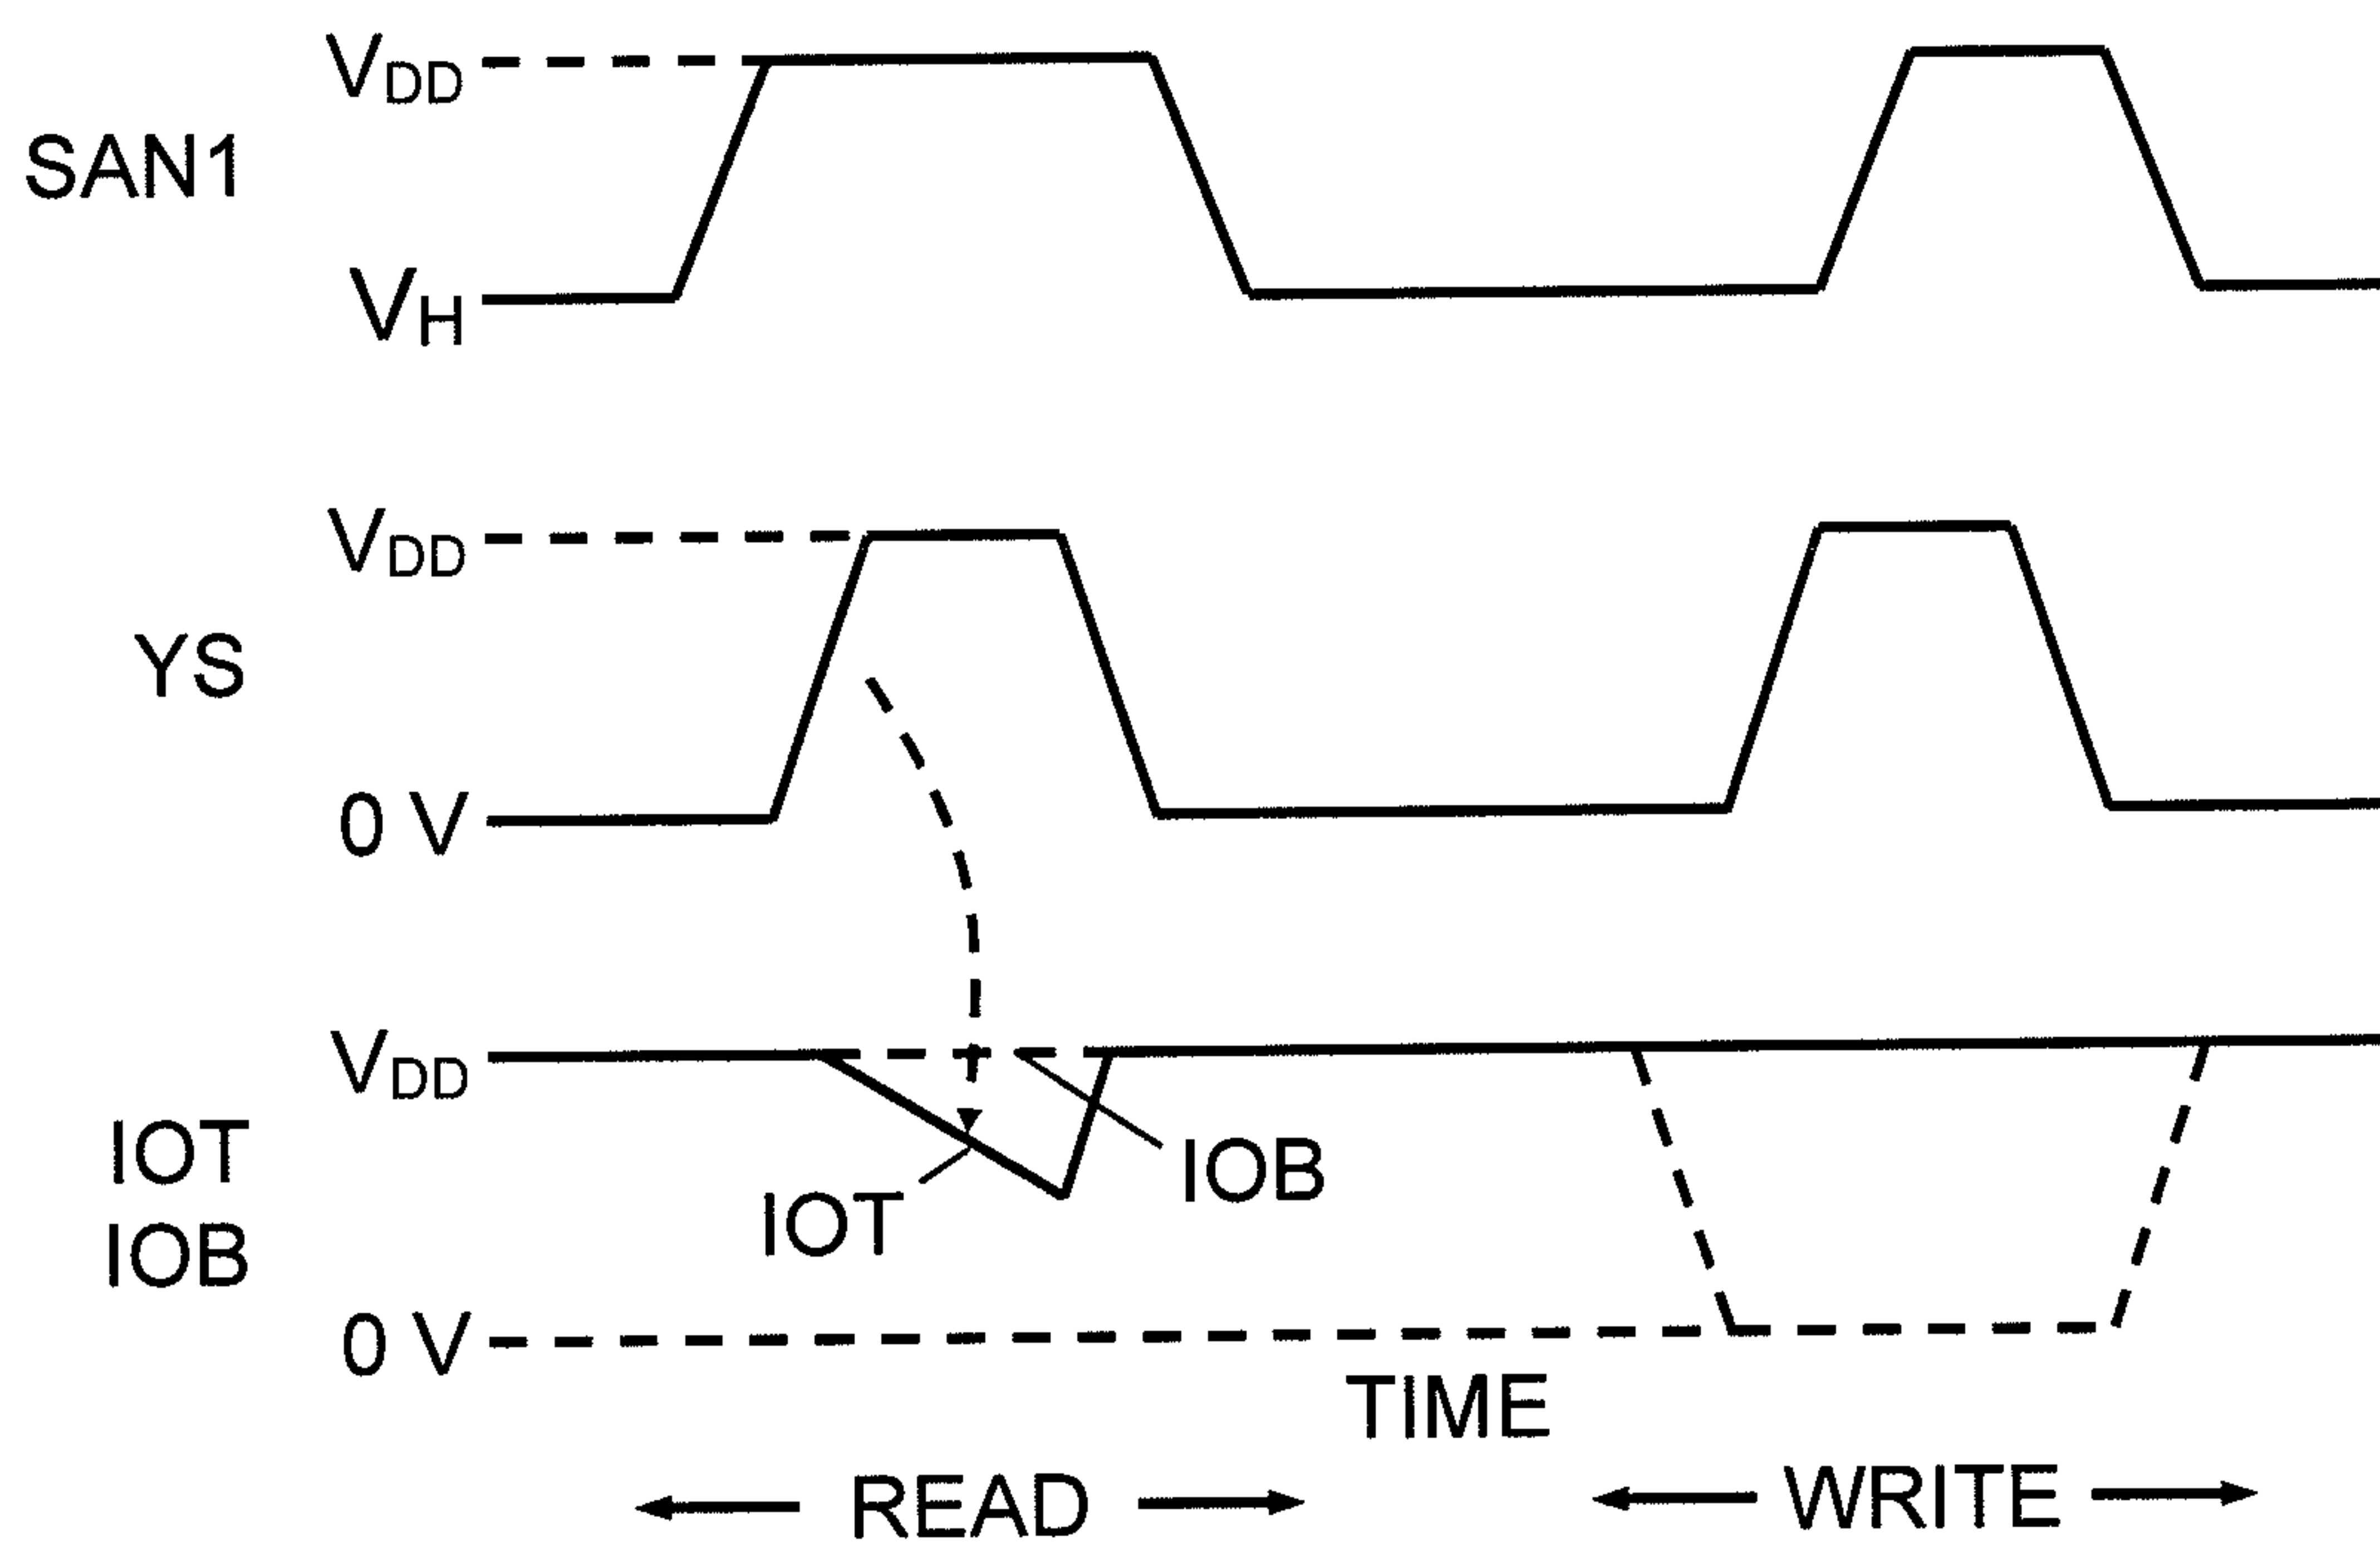 VDD
SAN1
VH
VDD
YS
0 V
VDD
IOT
IOB
IOT
IOB
0 V
TIME
READ
WRITE